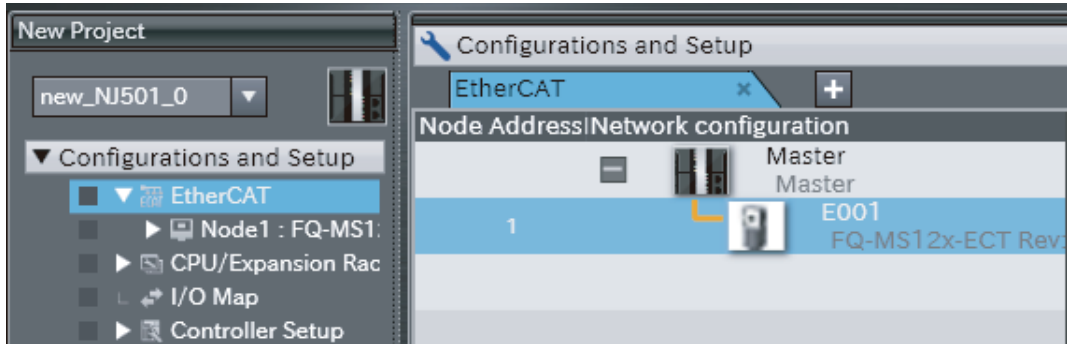 New Project
new_NJ501_0
Configurations and Setup
EtherCAT
Node1 : FQ-MS1
CPU/Expansion Rac
I/O Map
Controller Setup
Configurations and Setup
EtherCAT
Node Address|Network configuration
Master
Master
1
E001
FQ-MS12x-ECT Rev: